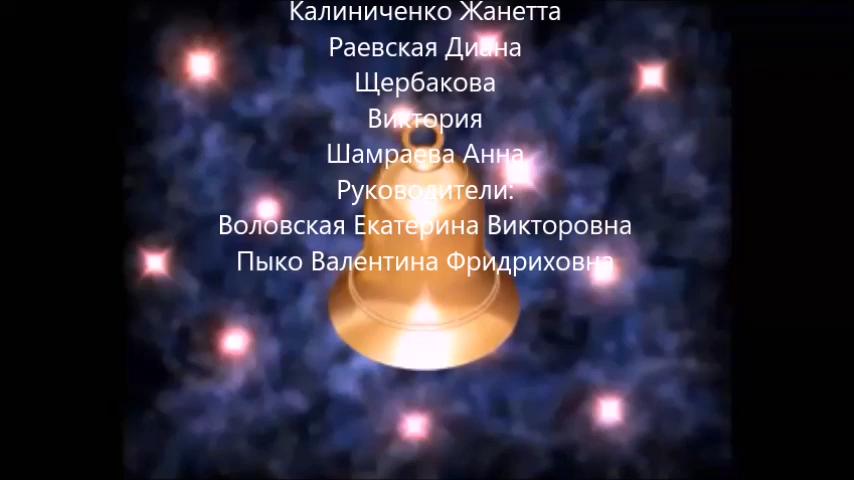 Калиниченко Жанетта
Раевская Диана
Щербакова
Виктория
Шамраева Анна
Руководители:
Воловская Екатерина Викторовна
Пыко Валентина Фридриховна